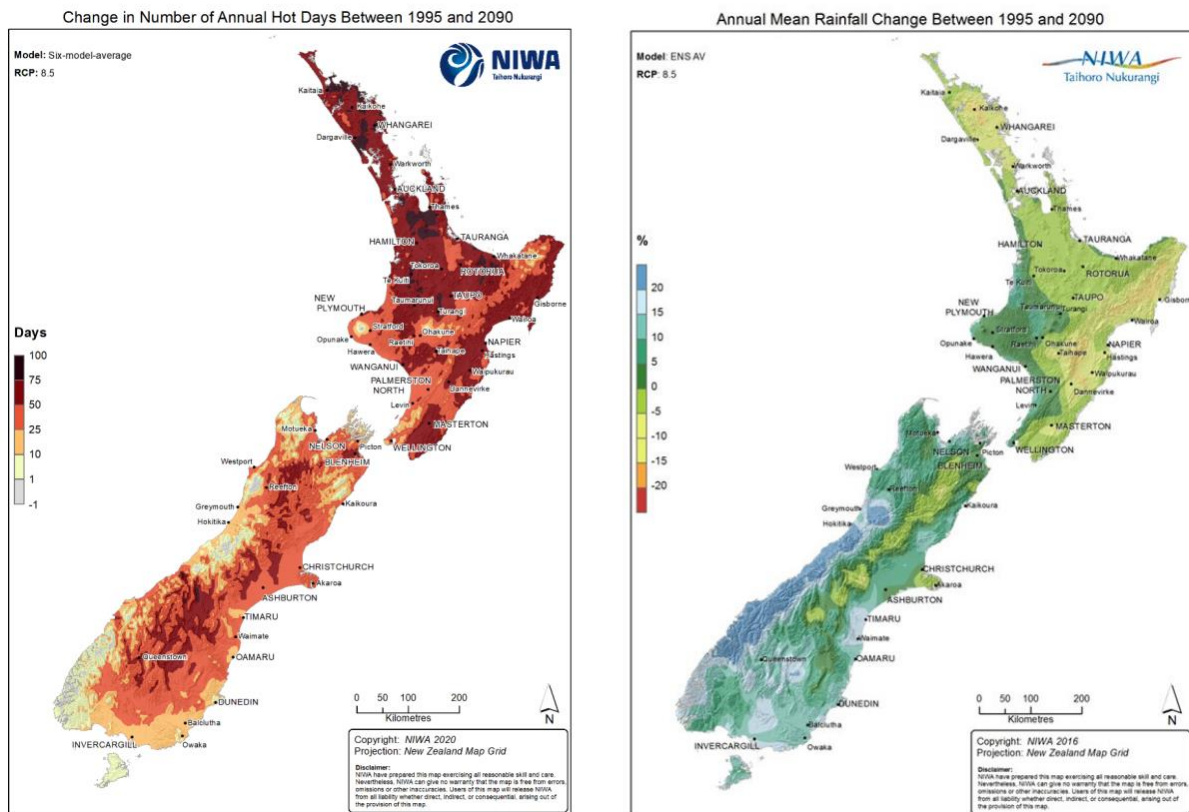 Change in Number of Annual Hot Days Between 1995 and 2090
Model: Six-model-average
RCP: 8.5
NIWA
Taihoro Nukurangi
Kaitaia
Kaikohe
WHANGAREI
Dargaville
Warkworth
AUCKLAND
Thames
HAMILTON
TAURANGA
Whakatane
Tokoroa
ROTORUA
Te Kuiti
Gisborne
NEW
PLYMOUTH
Taumarunui
TAUPO
Turangi
Wairoa
Stratford
Ohakune
Opunake
Raetihi
NAPIER
Hawera
Taihape
Hastings
WANGANUI
Waipukurau
PALMERSTON
NORTH
Dannevirke
Levin
MASTERTON
Motueka
NELSON
Picton
WELLINGTON
BLENHEIM
Westport
Reefton
Kaikoura
Greymouth
Hokitika
CHRISTCHURCH
Akaroa
ASHBURTON
TIMARU
Waimate
Queenstown
OAMARU
DUNEDIN
Balclutha
INVERCARGILL
Owaka
Days
100
75
50
25
10
1
-1
0 50 100 200
Kilometres
N
Copyright: NIWA 2020
Projection: New Zealand Map Grid
Disclaimer:
NIWA have prepared this map exercising all reasonable skill and care.
Nevertheless, NIWA can give no warranty that the map is free from errors,
omissions or other inaccuracies. Users of this map will release NIWA
from all liability whether direct, indirect, or consequential, arising out of
the provision of this map.
Annual Mean Rainfall Change Between 1995 and 2090
Model: ENS AV
RCP: 8.5
NIWA
Taihoro Nukurangi
Kaitaia
Kaikohe
WHANGAREI
Dargaville
Warkworth
AUCKLAND
Thames
HAMILTON
TAURANGA
Whakatane
Tokoroa
ROTORUA
Te Kuiti
Gisborne
NEW
PLYMOUTH
Taumarunui
TAUPO
Turangi
Wairoa
Stratford
Opunake
Raetihi
Ohakune
NAPIER
Hawera
Taihape
Hastings
WANGANUI
Waipukurau
PALMERSTON
NORTH
Dannevirke
Levin
MASTERTON
Motueka
NELSON
Picton
WELLINGTON
BLENHEIM
Westport
Reefton
Kaikoura
Greymouth
Hokitika
CHRISTCHURCH
Akaroa
ASHBURTON
TIMARU
Waimate
Queenstown
OAMARU
DUNEDIN
Balclutha
INVERCARGILL
Owaka
%
20
15
10
5
0
-5
-10
-15
-20
0 50 100 200
Kilometres
N
Copyright: NIWA 2016
Projection: New Zealand Map Grid
Disclaimer:
NIWA have prepared this map exercising all reasonable skill and care.
Nevertheless, NIWA can give no warranty that the map is free from errors,
omissions or other inaccuracies. Users of this map will release NIWA
from all liability whether direct, indirect, or consequential, arising out of
the provision of this map.